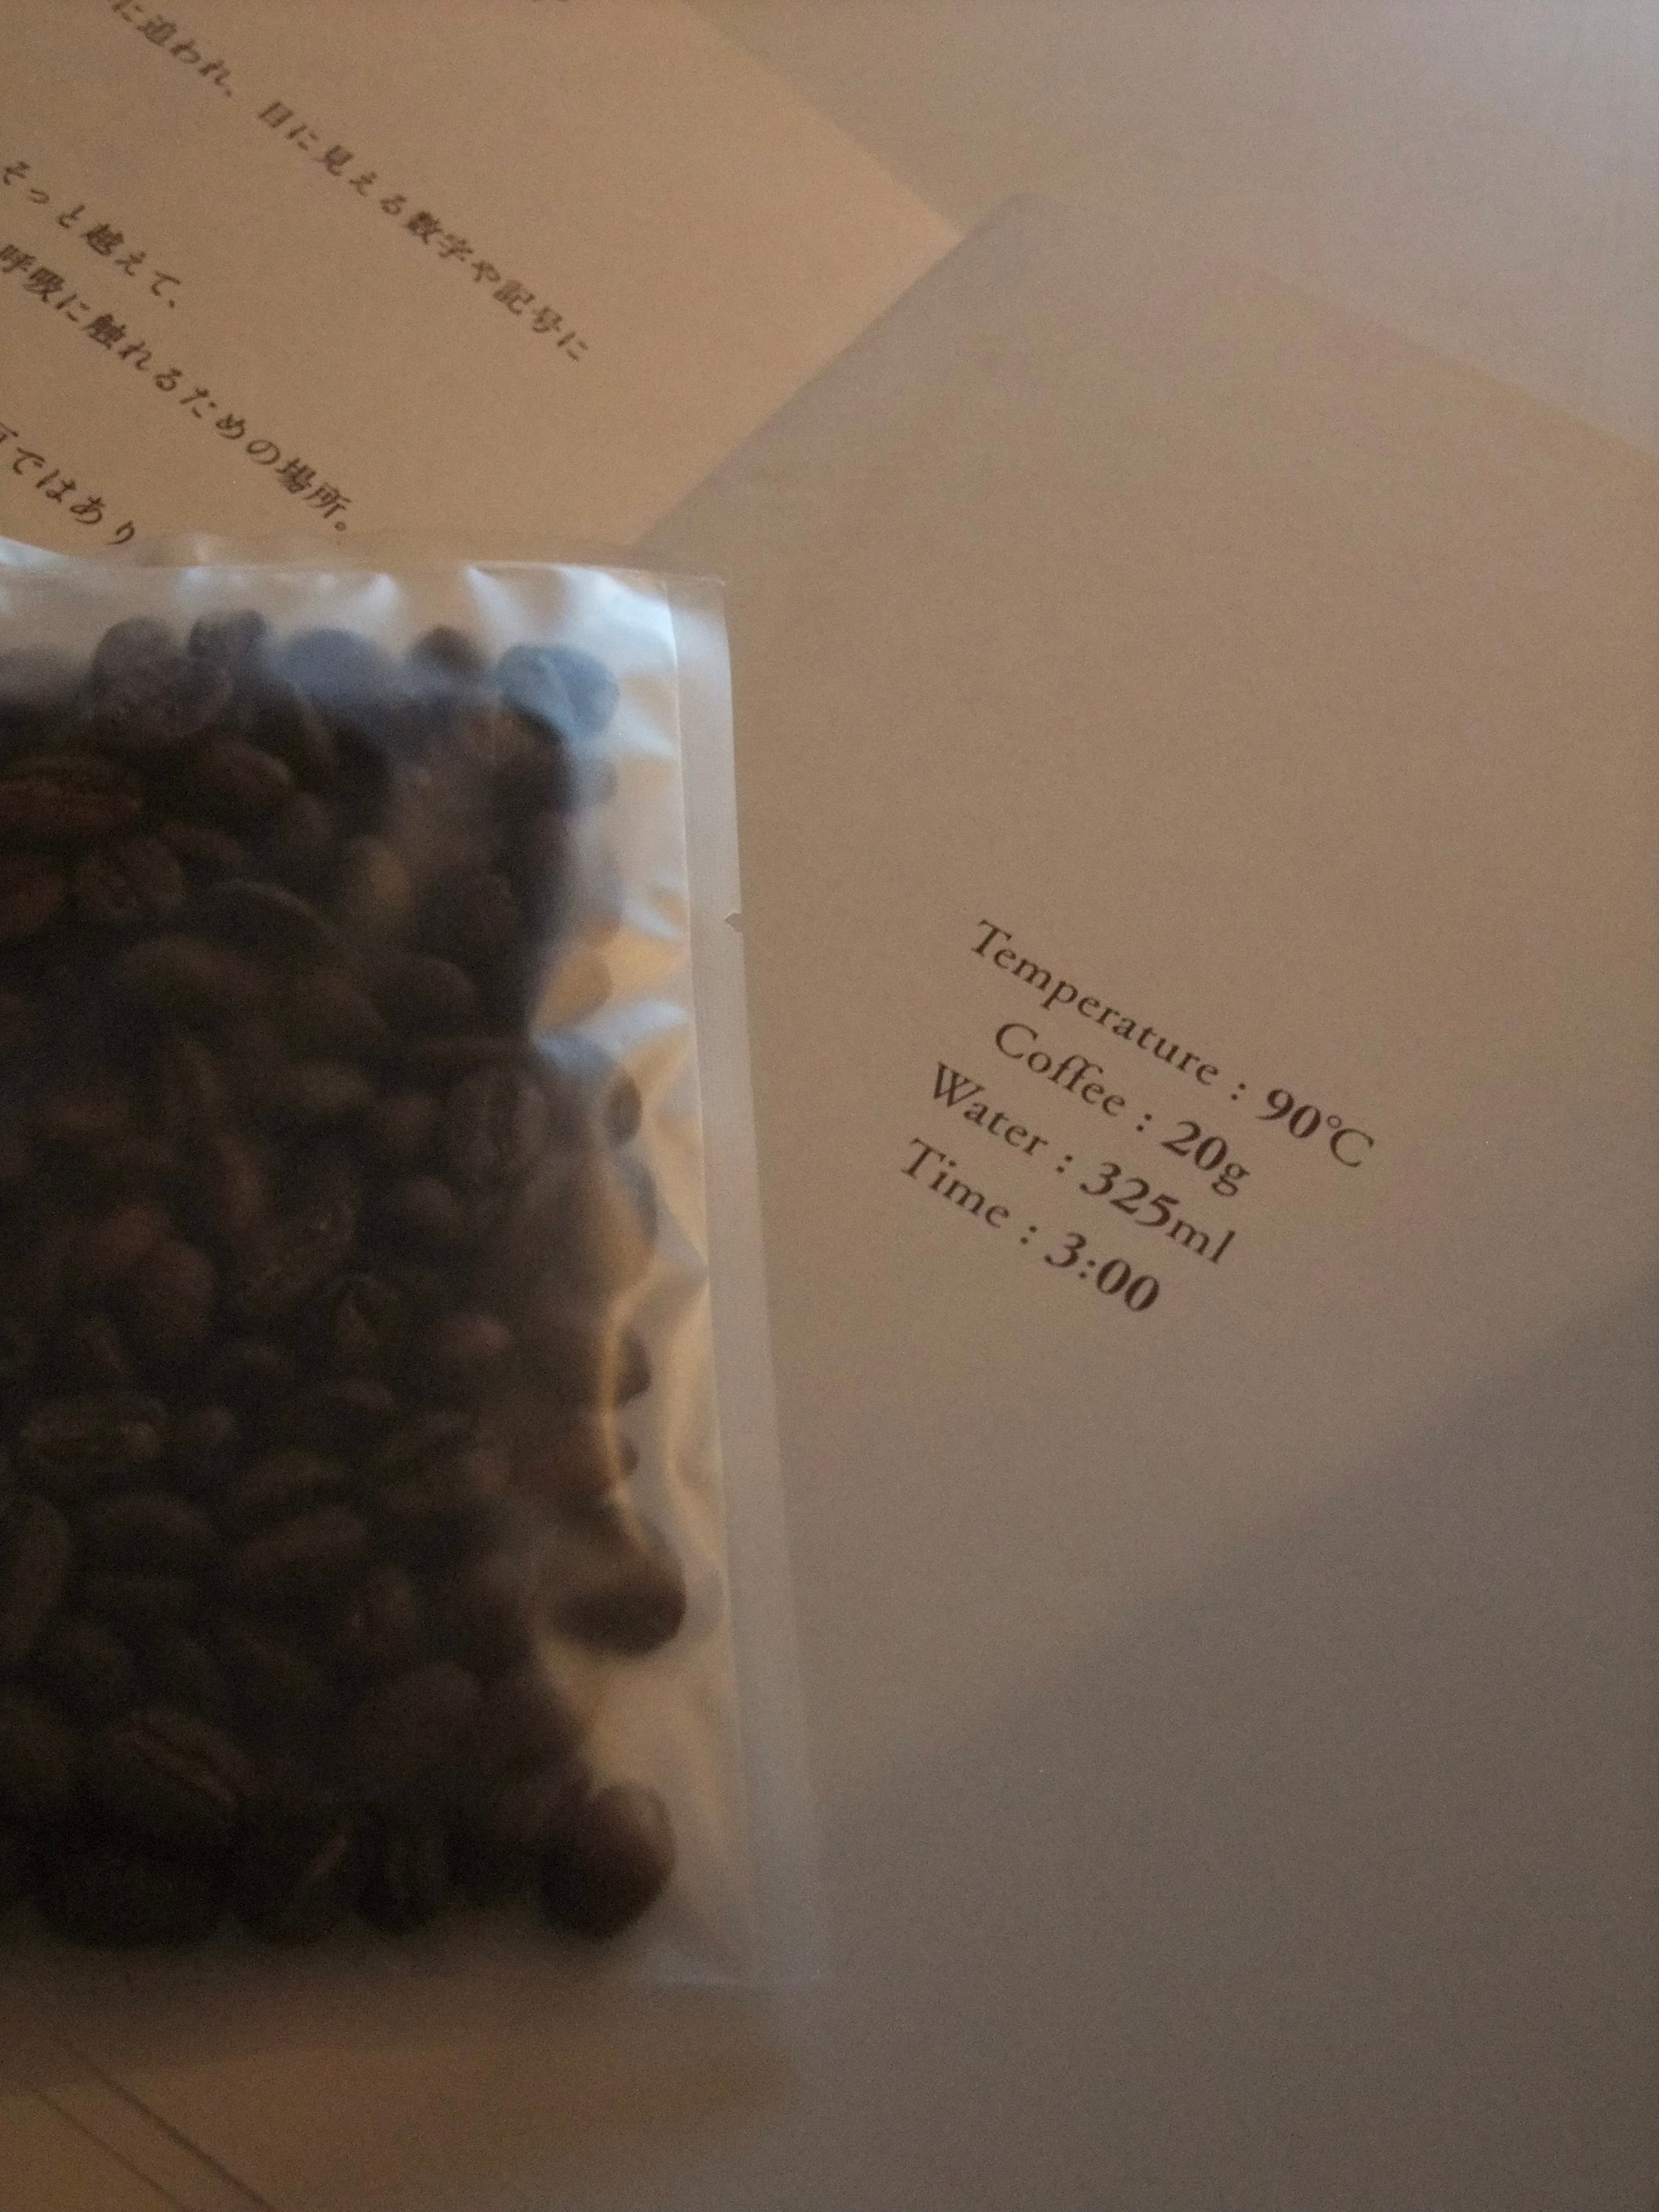 に追われ、目に見える数字や記号に
そっと越えて、
呼吸に触れるための場所。
ではあり
Temperature : 90℃
Coffee : 20g
Water : 325ml
Time : 3:00